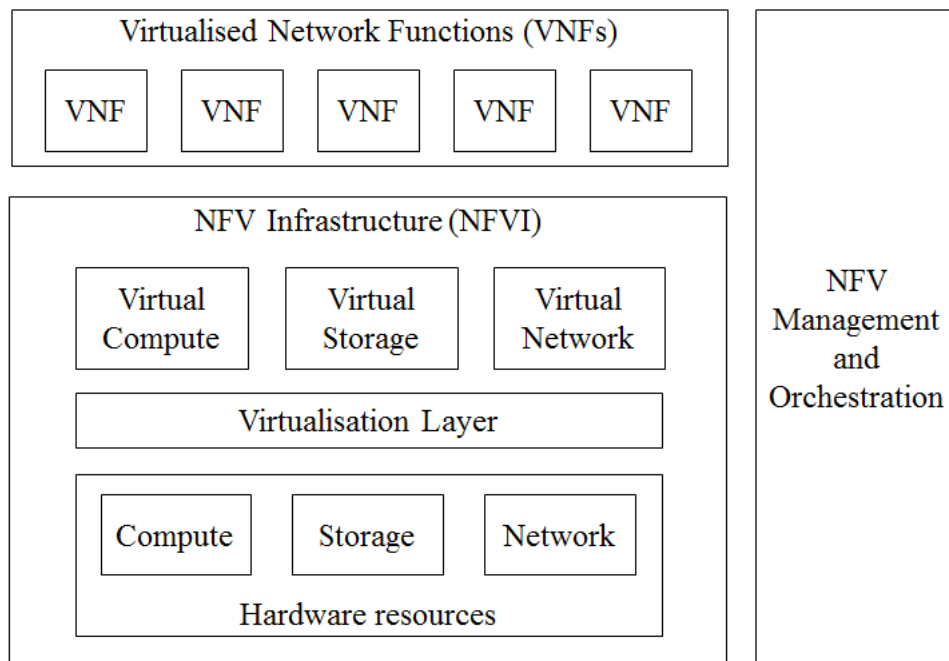 Virtualised Network Functions (VNFs)
VNF VNF VNF VNF VNF
NFV Infrastructure (NFVI)
Virtual
Compute
Virtual
Storage
Virtual
Network
Virtualisation Layer
Compute Storage Network
Hardware resources
NFV
Management
and
Orchestration